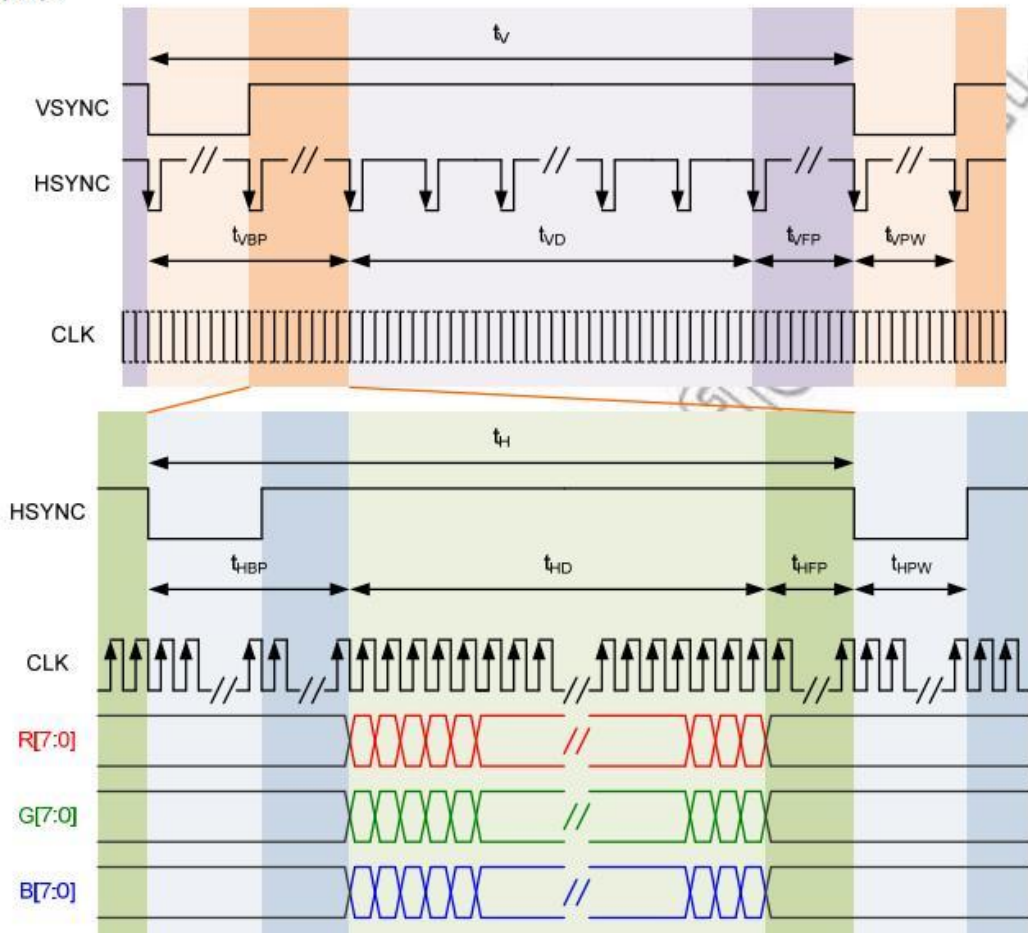 tV
VSYNC
HSYNC
tVBP
tVD
tVFP
tVPW
CLK
tH
HSYNC
tHBP
tHD
tHFP
tHPW
CLK
R[7:0]
G[7:0]
B[7:0]